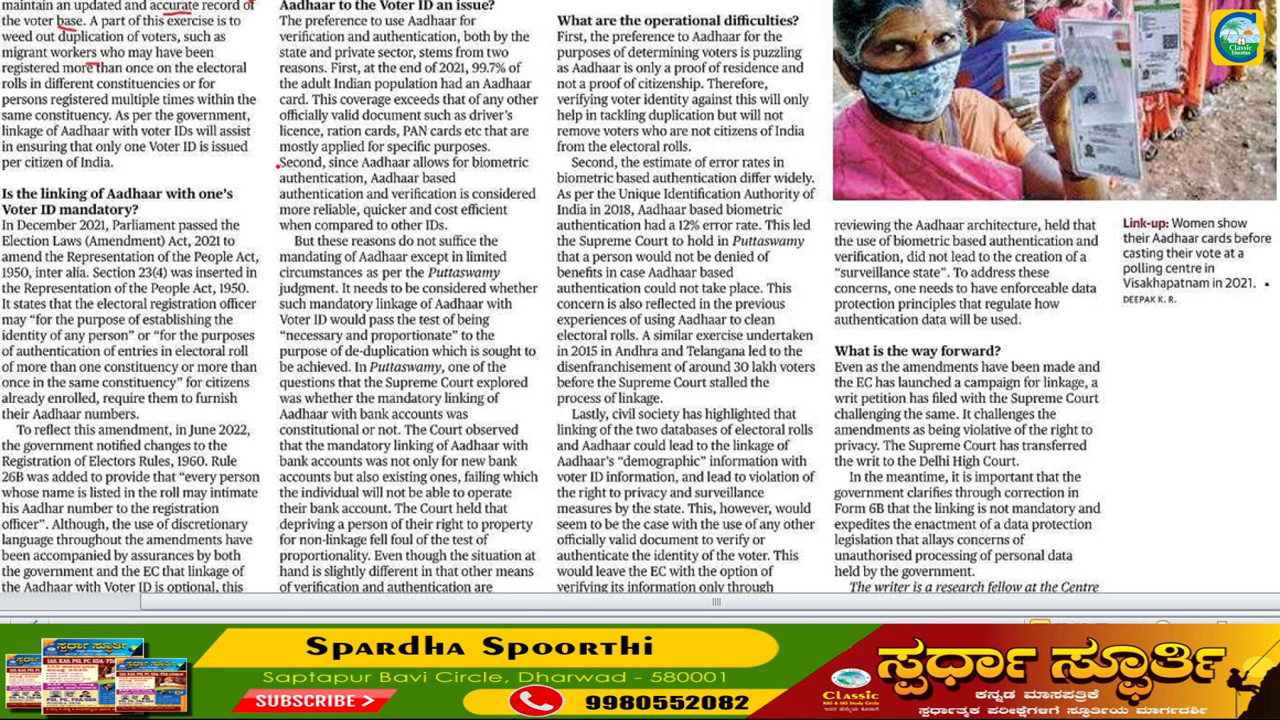 maintain an updated and accurate record of
the voter base. A part of this exercise is to
weed out duplication of voters, such as
migrant workers who may have been
registered more than once on the electoral
rolls in different constituencies or for
persons registered multiple times within the
same constituency. As per the government,
linkage of Aadhaar with voter IDs will assist
in ensuring that only one Voter ID is issued
per citizen of India.
Is the linking of Aadhaar with one's
Voter ID mandatory?
In December 2021, Parliament passed the
Election Laws (Amendment) Act, 2021 to
amend the Representation of the People Act,
1950, inter alia. Section 23(4) was inserted in
the Representation of the People Act, 1950.
It states that the electoral registration officer
may "for the purpose of establishing the
identity of any person" or "for the purposes
of authentication of entries in electoral roll
of more than one constituency or more than
once in the same constituency" for citizens
already enrolled, require them to furnish
their Aadhaar numbers.
To reflect this amendment, in June 2022,
the government notified changes to the
Registration of Electors Rules, 1960. Rule
26B was added to provide that "every person
whose name is listed in the roll may intimate
his Aadhar number to the registration
officer". Although, the use of discretionary
language throughout the amendments have
been accompanied by assurances by both
the government and the EC that linkage of
the Aadhaar with Voter ID is optional, this
Aadhaar to the Voter ID an issue?
The preference to use Aadhaar for
verification and authentication, both by the
state and private sector, stems from two
reasons. First, at the end of 2021, 99.7% of
the adult Indian population had an Aadhaar
card. This coverage exceeds that of any other
officially valid document such as driver's
licence, ration cards, PAN cards etc that are
mostly applied for specific purposes.
Second, since Aadhaar allows for biometric
authentication, Aadhaar based
authentication and verification is considered
more reliable, quicker and cost efficient
when compared to other IDs.
But these reasons do not suffice the
mandating of Aadhaar except in limited
circumstances as per the Puttaswamy
judgment. It needs to be considered whether
such mandatory linkage of Aadhaar with
Voter ID would pass the test of being
"necessary and proportionate" to the
purpose of de-duplication which is sought to
be achieved. In Puttaswamy, one of the
questions that the Supreme Court explored
was whether the mandatory linking of
Aadhaar with bank accounts was
constitutional or not. The Court observed
that the mandatory linking of Aadhaar with
bank accounts was not only for new bank
accounts but also existing ones, failing which
the individual will not be able to operate
their bank account. The Court held that
depriving a person of their right to property
for non-linkage fell foul of the test of
proportionality. Even though the situation at
hand is slightly different in that other means
of verification and authentication are
What are the operational difficulties?
First, the preference to Aadhaar for the
purposes of determining voters is puzzling
as Aadhaar is only a proof of residence and
not a proof of citizenship. Therefore,
verifying voter identity against this will only
help in tackling duplication but will not
remove voters who are not citizens of India
from the electoral rolls.
Second, the estimate of error rates in
biometric based authentication differ widely.
As per the Unique Identification Authority of
India in 2018, Aadhaar based biometric
authentication had a 12% error rate. This led
the Supreme Court to hold in Puttaswamy
that a person would not be denied of
benefits in case Aadhaar based
authentication could not take place. This
concern is also reflected in the previous
experiences of using Aadhaar to clean
electoral rolls. A similar exercise undertaken
in 2015 in Andhra and Telangana led to the
disenfranchisement of around 30 lakh voters
before the Supreme Court stalled the
process of linkage.
Lastly, civil society has highlighted that
linking of the two databases of electoral rolls
and Aadhaar could lead to the linkage of
Aadhaar's "demographic" information with
voter ID information, and lead to violation of
the right to privacy and surveillance
measures by the state. This, however, would
seem to be the case with the use of any other
officially valid document to verify or
authenticate the identity of the voter. This
would leave the EC with the option of
verifying its information only through
reviewing the Aadhaar architecture, held that
the use of biometric based authentication and
verification, did not lead to the creation of a
"surveillance state". To address these
concerns, one needs to have enforceable data
protection principles that regulate how
authentication data will be used.
What is the way forward?
Even as the amendments have been made and
the EC has launched a campaign for linkage, a
writ petition has filed with the Supreme Court
challenging the same. It challenges the
amendments as being violative of the right to
privacy. The Supreme Court has transferred
the writ to the Delhi High Court.
In the meantime, it is important that the
government clarifies through correction in
Form 6B that the linking is not mandatory and
expedites the enactment of a data protection
legislation that allays concerns of
unauthorised processing of personal data
held by the government.
The writer is a research fellow at the Centre
Link-up: Women show
their Aadhaar cards before
casting their vote at a
polling centre in
Visakhapatnam in 2021. •
DEEPAK K. R.
Classic
Education
Spardha Spoorthi
Saptapur Bavi Circle, Dharwad - 580001
SUBSCRIBE >
9980552082
Classic
KAS & IAS Study Circle
ಸ್ಪರ್ಧಾ ಸ್ಫೂರ್ತಿ
ಕನ್ನಡ ಮಾಸಪತ್ರಿಕೆ
ಸ್ಪರ್ಧಾತ್ಮಕ ಪರೀಕ್ಷೆಗಳಿಗೆ ಸ್ಫೂರ್ತಿಯ ಮಾರ್ಗದರ್ಶಿ